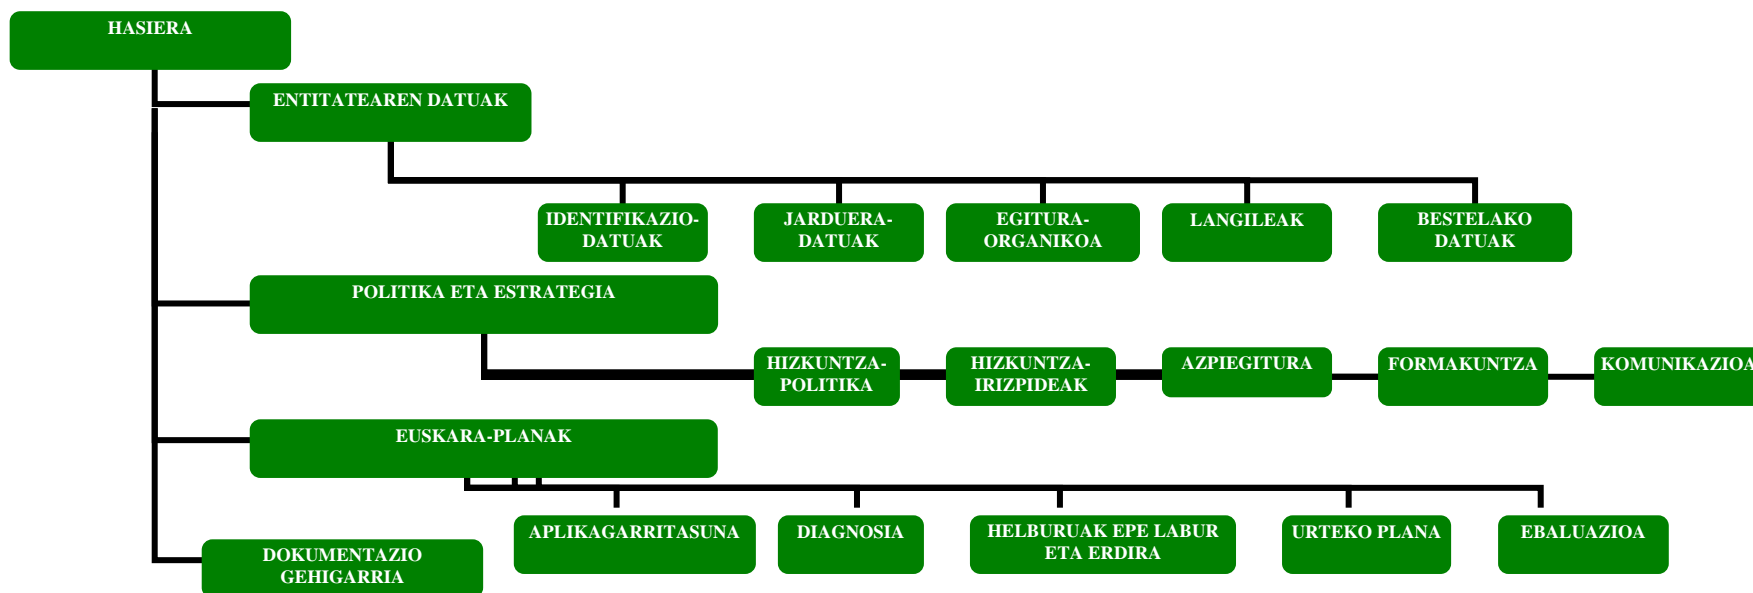 HASIERA
ENTITATEAREN DATUAK
IDENTIFIKAZIO-
DATUAK
JARDUERA-
DATUAK
EGITURA-
ORGANIKOA
LANGILEAK
BESTELAKO
DATUAK
POLITIKA ETA ESTRATEGIA
HIZKUNTZA-
POLITIKA
HIZKUNTZA-
IRIZPIDEAK
AZPIEGITURA
FORMAKUNTZA
KOMUNIKAZIOA
EUSKARA-PLANAK
APLIKAGARRITASUNA
DIAGNOSIA
HELBURUAK EPE LABUR
ETA ERDIRA
URTEKO PLANA
EBALUAZIOA
DOKUMENTAZIO
GEHIGARRIA